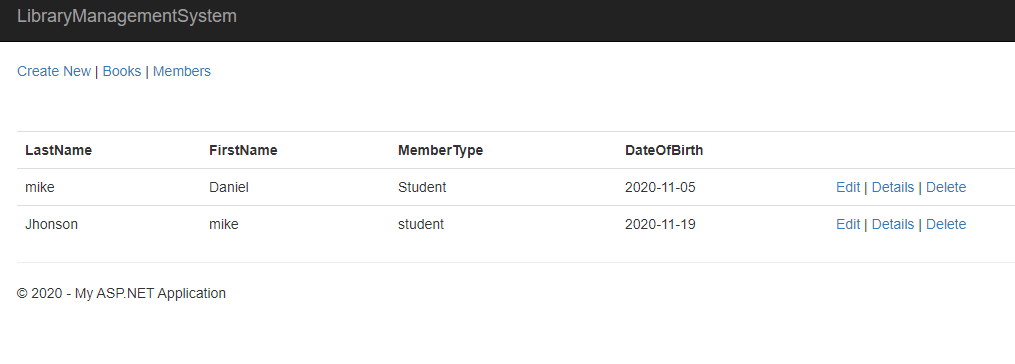 LibraryManagementSystem
Create New | Books | Members
LastName FirstName MemberType DateOfBirth
mike Daniel Student 2020-11-05 Edit | Details | Delete
Jhonson mike student 2020-11-19 Edit | Details | Delete
© 2020 - My ASP.NET Application